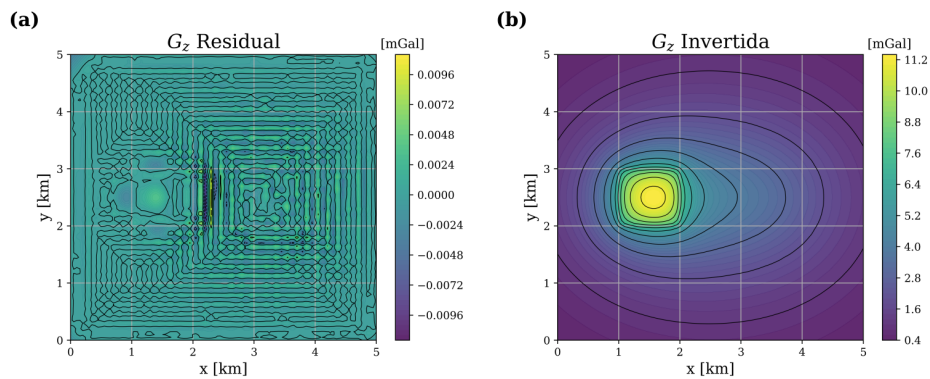 (a)
G_z Residual
[mGal]
5
4
3
2
1
0
y [km]
0 1 2 3 4 5
x [km]
0.0096
0.0072
0.0048
0.0024
0.0000
−0.0024
−0.0048
−0.0072
−0.0096
(b)
G_z Invertida
[mGal]
5
4
3
2
1
0
y [km]
0 1 2 3 4 5
x [km]
11.2
10.0
8.6
7.6
6.4
5.2
4.0
2.8
1.6
0.4